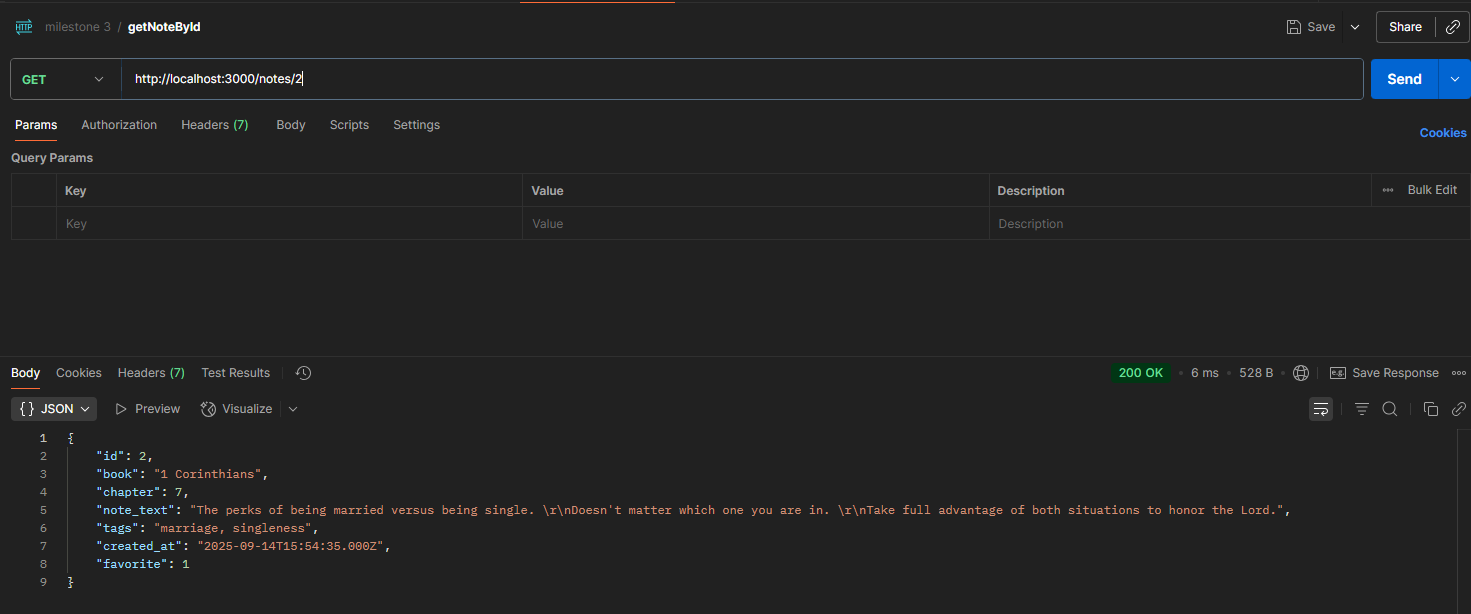 HTTP milestone 3 / getNoteById Save Share
GET http://localhost:3000/notes/2 Send
Params Authorization Headers (7) Body Scripts Settings Cookies
Query Params
Key Value Description ••• Bulk Edit
Key Value Description
Body Cookies Headers (7) Test Results 200 OK • 6 ms • 528 B • e.g. Save Response •••
{} JSON Preview Visualize
1 {
2 "id": 2,
3 "book": "1 Corinthians",
4 "chapter": 7,
5 "note_text": "The perks of being married versus being single. \r\nDoesn't matter which one you are in. \r\nTake full advantage of both situations to honor the Lord.",
6 "tags": "marriage, singleness",
7 "created_at": "2025-09-14T15:54:35.000Z",
8 "favorite": 1
9 }